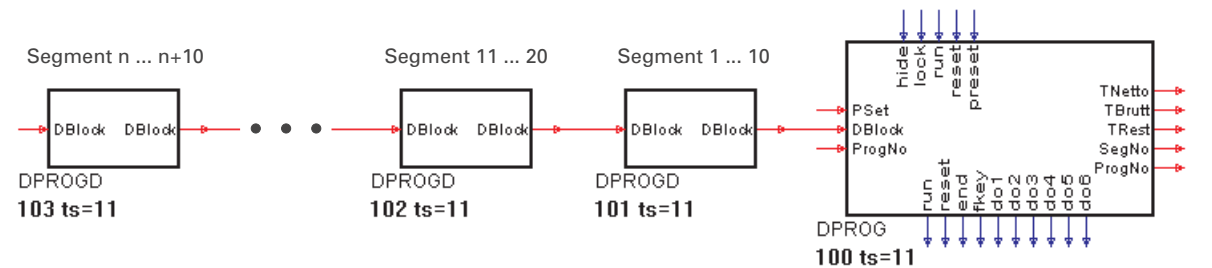 Segment n ... n+10
Segment 11 ... 20
Segment 1 ... 10
DBlock DBlock
DPROGD
103 ts=11
DBlock DBlock
DPROGD
102 ts=11
DBlock DBlock
DPROGD
101 ts=11
hide
lock
run
reset
preset
PSet
DBlock
ProgNo
TNetto
TBrutt
TRest
SegNo
ProgNo
run
reset
end
fkey
do1
do2
do3
do4
do5
do6
DPROG
100 ts=11